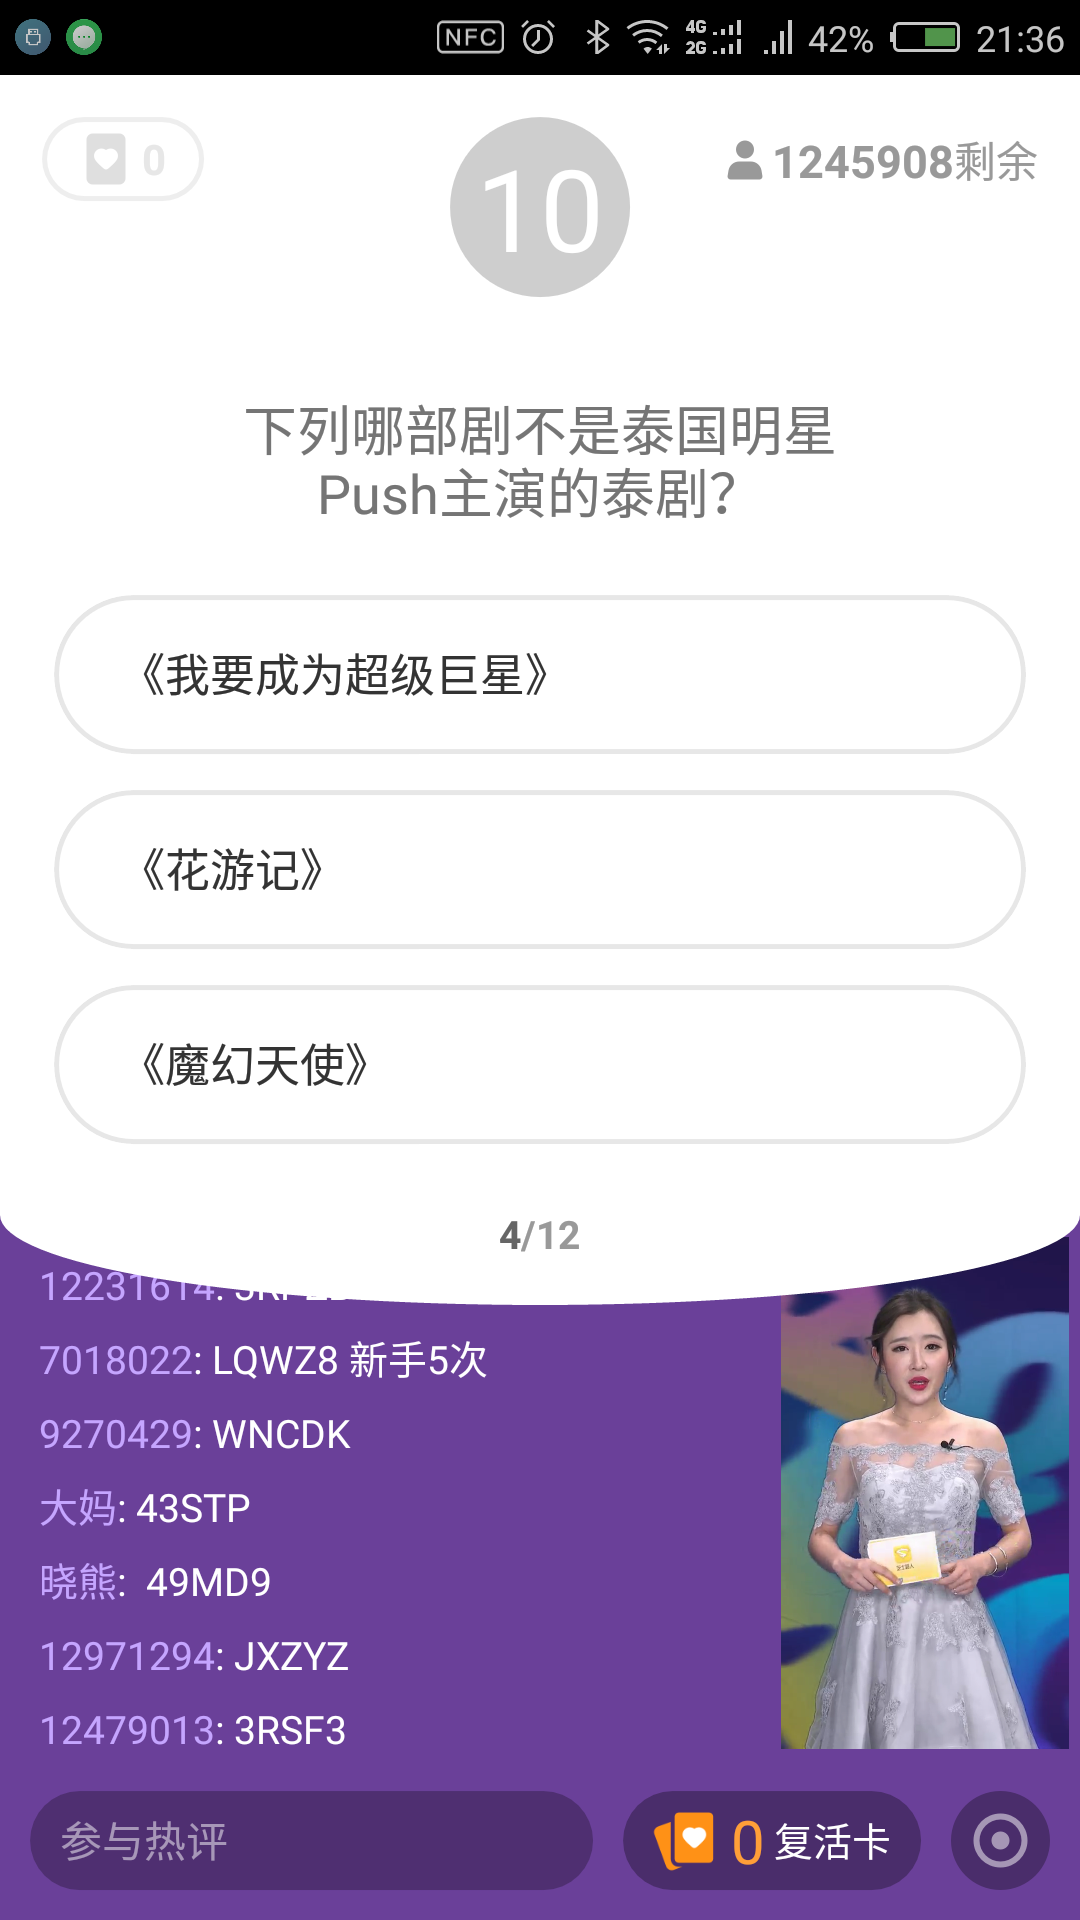 NFC 4G 2G 42% 21:36
0
10
1245908剩余
下列哪部剧不是泰国明星
Push主演的泰剧？
《我要成为超级巨星》
《花游记》
《魔幻天使》
4/12
12231614:
7018022: LQWZ8 新手5次
9270429: WNCDK
大妈: 43STP
晓熊: 49MD9
12971294: JXZYZ
12479013: 3RSF3
参与热评
0 复活卡